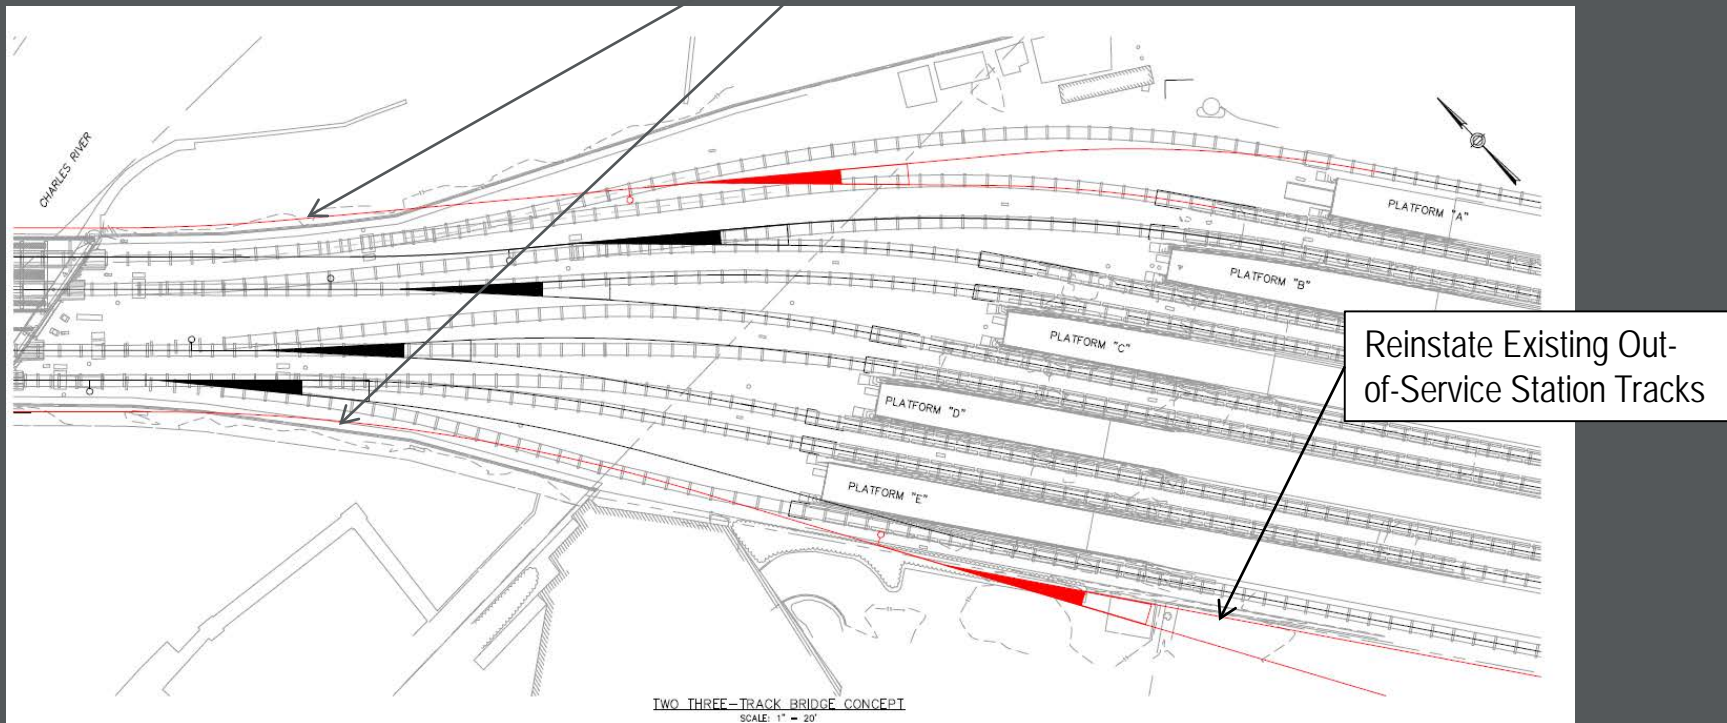 CHARLES RIVER
PLATFORM "A"
PLATFORM "B"
PLATFORM "C"
PLATFORM "D"
PLATFORM "E"
Reinstate Existing Out-
of-Service Station Tracks
TWO THREE-TRACK BRIDGE CONCEPT
SCALE: 1" = 20'